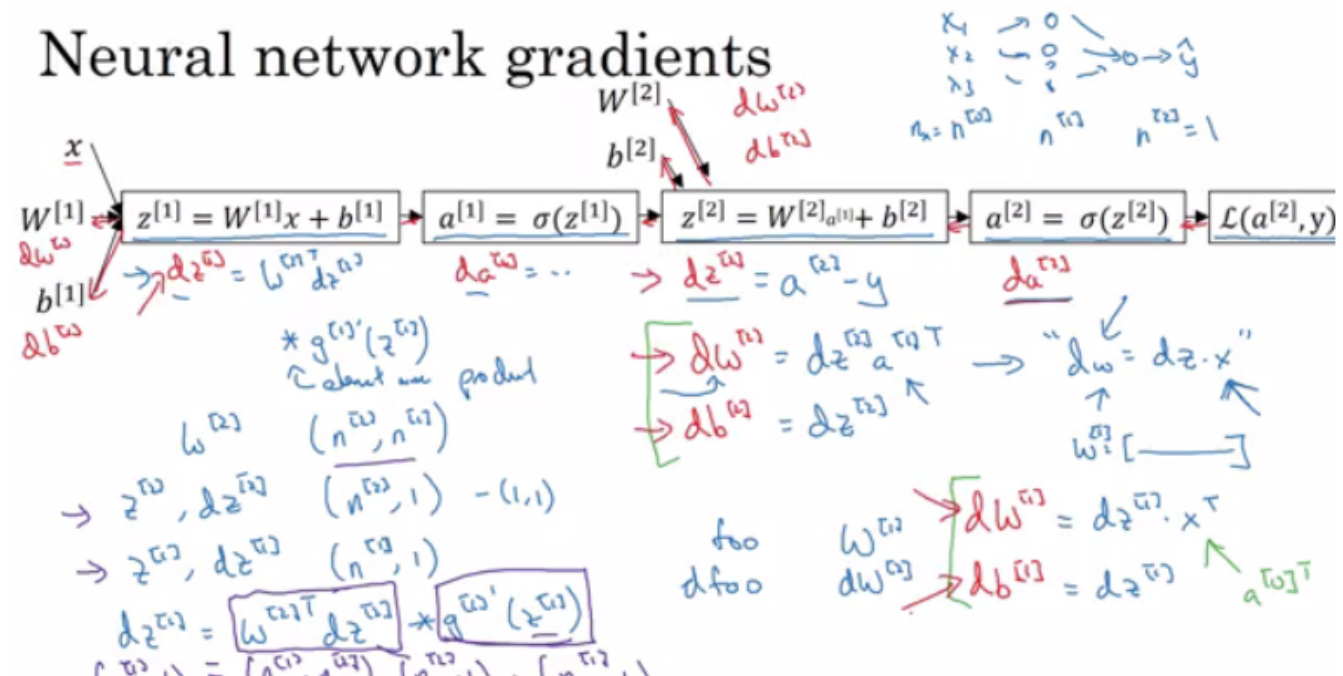 Neural network gradients
x₁
x₂
x₃
ŷ
nₓ = n^[0] n^[1] n^[2] = 1
W^[2] dw^[2]
b^[2] db^[2]
x
W^[1] z^[1] = W^[1]x + b^[1] a^[1] = σ(z^[1]) z^[2] = W^[2]a^[1] + b^[2] a^[2] = σ(z^[2]) ℒ(a^[2], y)
dw^[1]
b^[1]
db^[1]
→ dz^[1] = W^[2]T dz^[2]
* g^[1]'(z^[1])
element wise product
da^[1] = ..
→ dz^[2] = a^[2] - y
da^[2]
→ dw^[2] = dz^[2] a^[1]T → "dw = dz · x"
→ db^[2] = dz^[2]
w^[2] (n^[2], n^[1])
→ z^[2], dz^[2] (n^[2], 1) - (1,1)
→ z^[1], dz^[1] (n^[1], 1)
dz^[1] = W^[2]T dz^[2] * g^[1]'(z^[1])
foo
dfoo
dw^[1] = dz^[1] · x^T
a^[0]T
db^[1] = dz^[1]